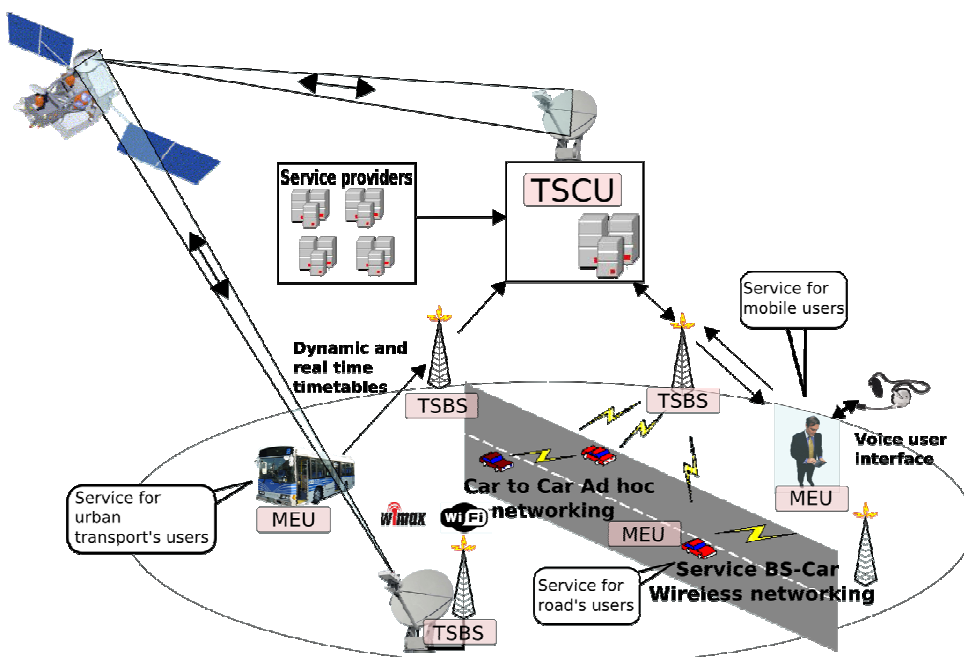 Service providers
TSCU
Service for
mobile users
Dynamic and
real time
timetables
TSBS
TSBS
Voice user
interface
MEU
Service for
urban
transport's users
MEU
Car to Car Ad hoc
networking
wimax
WiFi
MEU
Service BS-Car
Wireless networking
Service for
road's users
TSBS